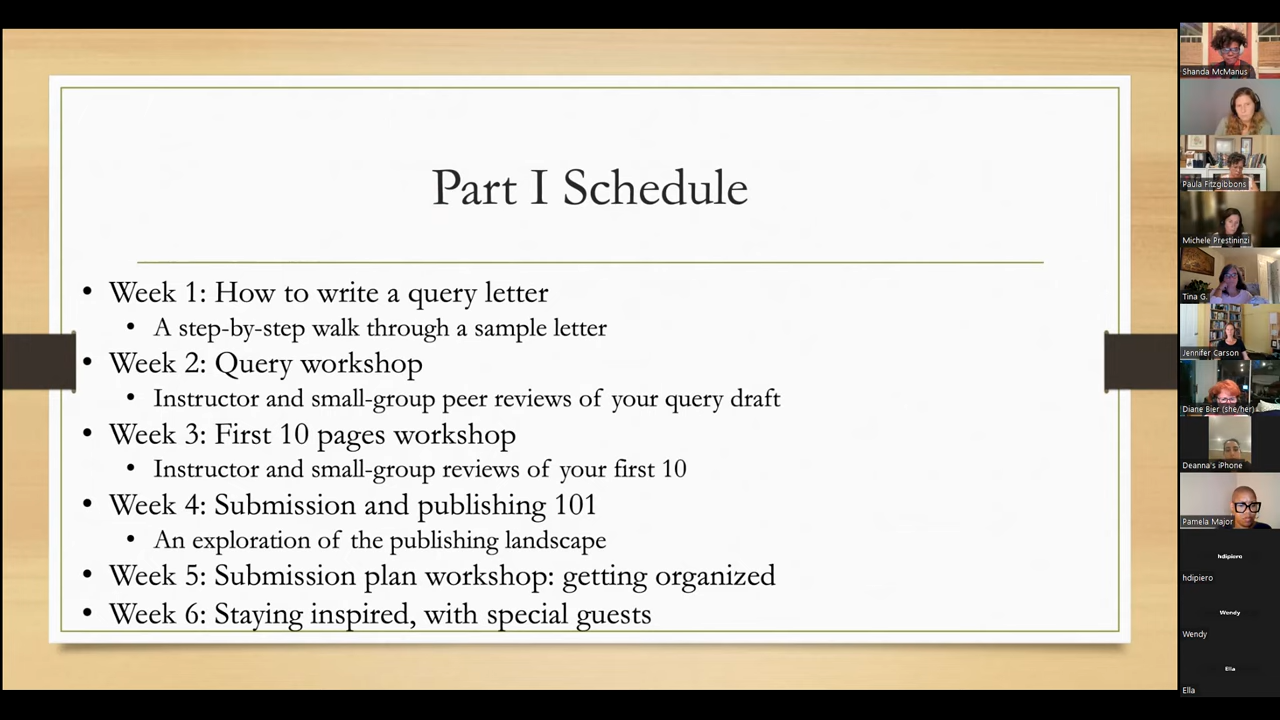 Part I Schedule
• Week 1: How to write a query letter
• A step-by-step walk through a sample letter
• Week 2: Query workshop
• Instructor and small-group peer reviews of your query draft
• Week 3: First 10 pages workshop
• Instructor and small-group reviews of your first 10
• Week 4: Submission and publishing 101
• An exploration of the publishing landscape
• Week 5: Submission plan workshop: getting organized
• Week 6: Staying inspired, with special guests
Shanda McManus
Paula Fitzgibbons
Michele Prestininzi
Tina G.
Jennifer Carson
Diane Bier (she/her)
Deanna's iPhone
Pamela Major
hdipiero
hdipiero
Wendy
Wendy
Ella
Ella